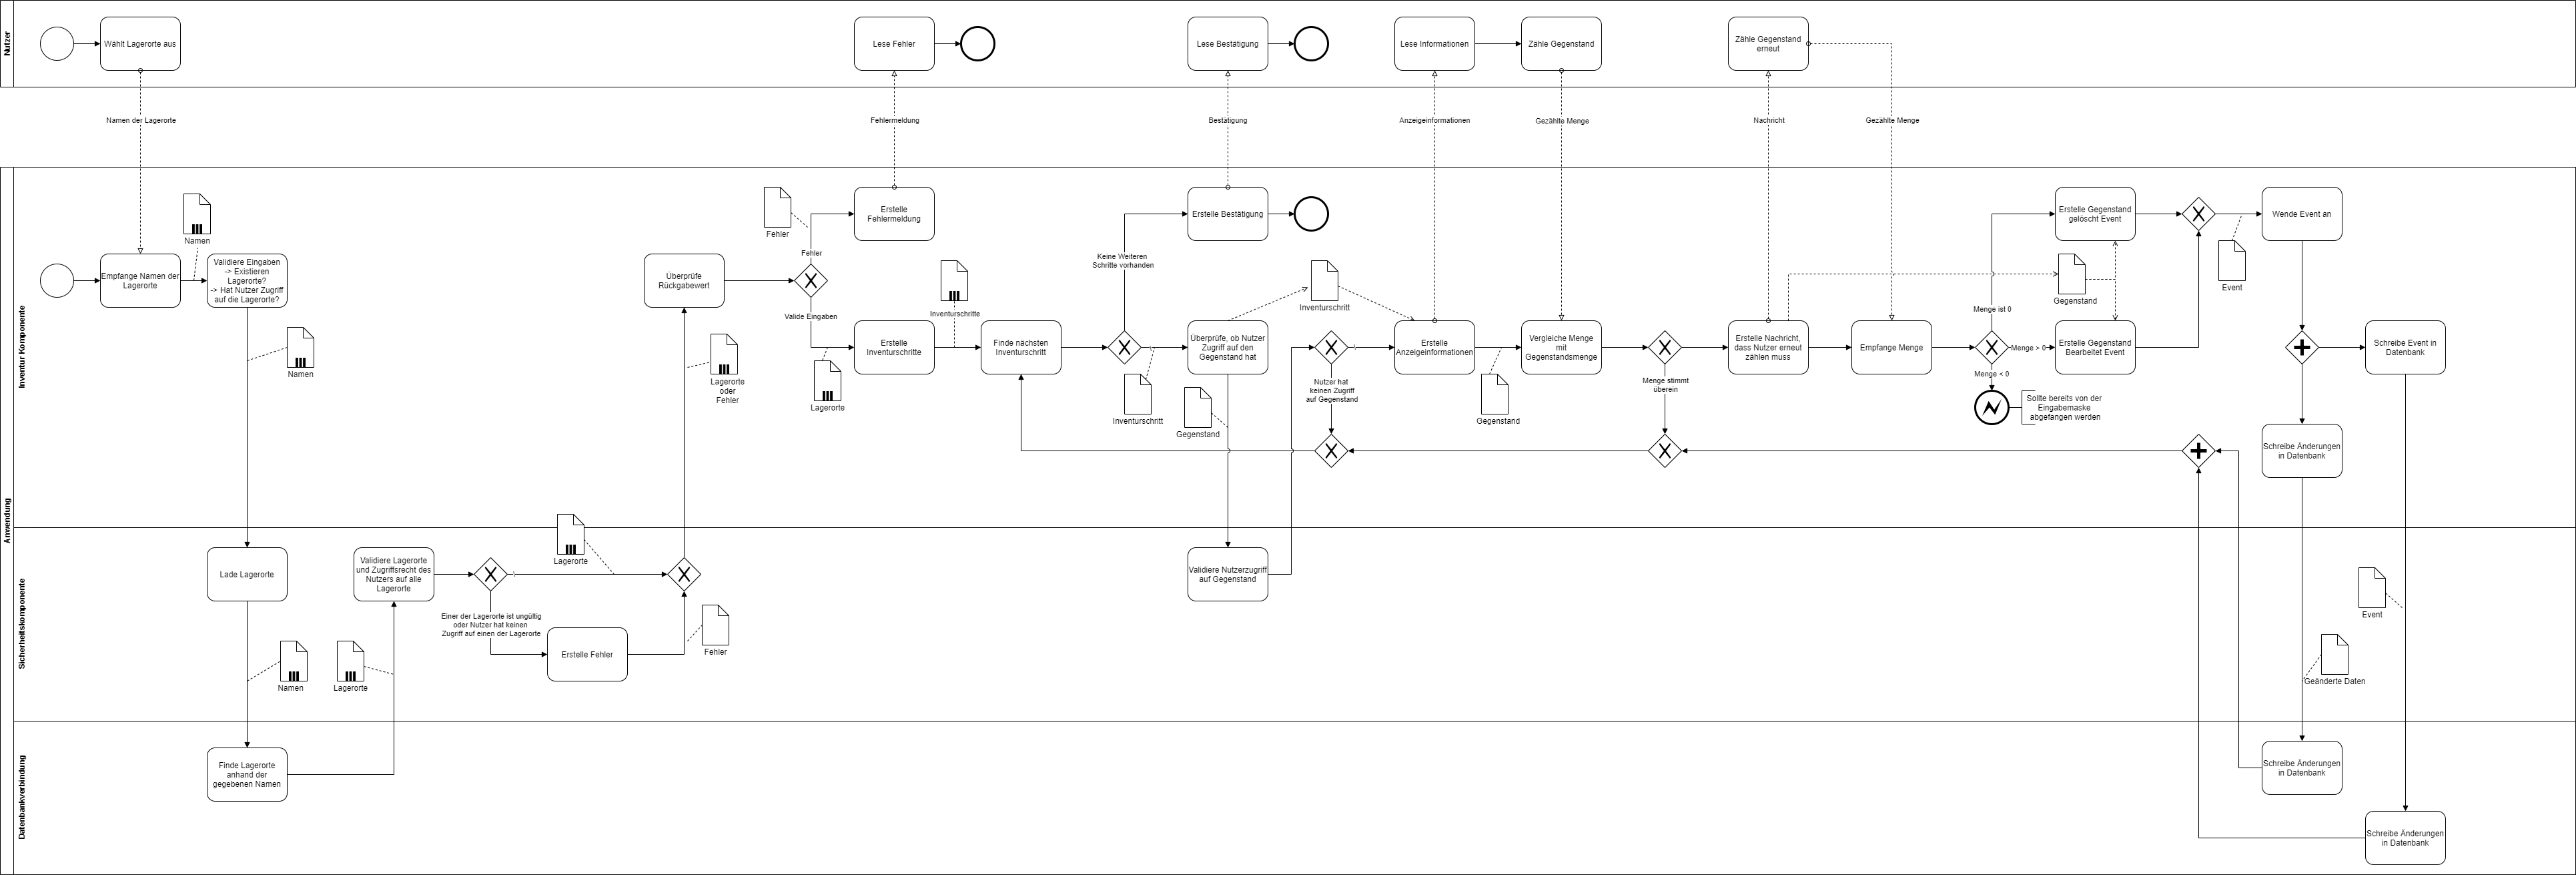 Nutzer
Wählt Lagerorte aus
Lese Fehler
Lese Bestätigung
Lese Informationen
Zähle Gegenstand
Zähle Gegenstand
erneut
Namen der Lagerorte
Fehlermeldung
Bestätigung
Anzeigeinformationen
Gezählte Menge
Nachricht
Gezählte Menge
Anwendung
Inventur Komponente
Empfange Namen der
Lagerorte
Namen
Validiere Eingaben
-> Existieren
Lagerorte?
-> Hat Nutzer Zugriff
auf die Lagerorte?
Namen
Überprüfe
Rückgabewert
Lagerorte
oder
Fehler
Fehler
Fehler
Valide Eingaben
Erstelle
Fehlermeldung
Lagerorte
Erstelle
Inventurschritte
Inventurschritte
Finde nächsten
Inventurschritt
Keine Weiteren
Schritte vorhanden
Erstelle Bestätigung
Inventurschritt
Überprüfe, ob Nutzer
Zugriff auf den
Gegenstand hat
Gegenstand
Inventurschritt
Nutzer hat
keinen Zugriff
auf Gegenstand
Erstelle
Anzeigeinformationen
Gegenstand
Vergleiche Menge
mit
Gegenstandsmenge
Menge stimmt
überein
Erstelle Nachricht,
dass Nutzer erneut
zählen muss
Empfange Menge
Menge ist 0
Menge > 0
Menge < 0
Sollte bereits von der
Eingabemaske
abgefangen werden
Erstelle Gegenstand
gelöscht Event
Gegenstand
Erstelle Gegenstand
Bearbeitet Event
Event
Wende Event an
Schreibe Event in
Datenbank
Schreibe Änderungen
in Datenbank
Sicherheitskomponente
Lade Lagerorte
Namen
Lagerorte
Validiere Lagerorte
und Zugriffsrecht des
Nutzers auf alle
Lagerorte
Einer der Lagerorte ist ungültig
oder Nutzer hat keinen
Zugriff auf einen der Lagerorte
Lagerorte
Erstelle Fehler
Fehler
Validiere Nutzerzugriff
auf Gegenstand
Event
Geänderte Daten
Datenbankverbindung
Finde Lagerorte
anhand der
gegebenen Namen
Schreibe Änderungen
in Datenbank
Schreibe Änderungen
in Datenbank